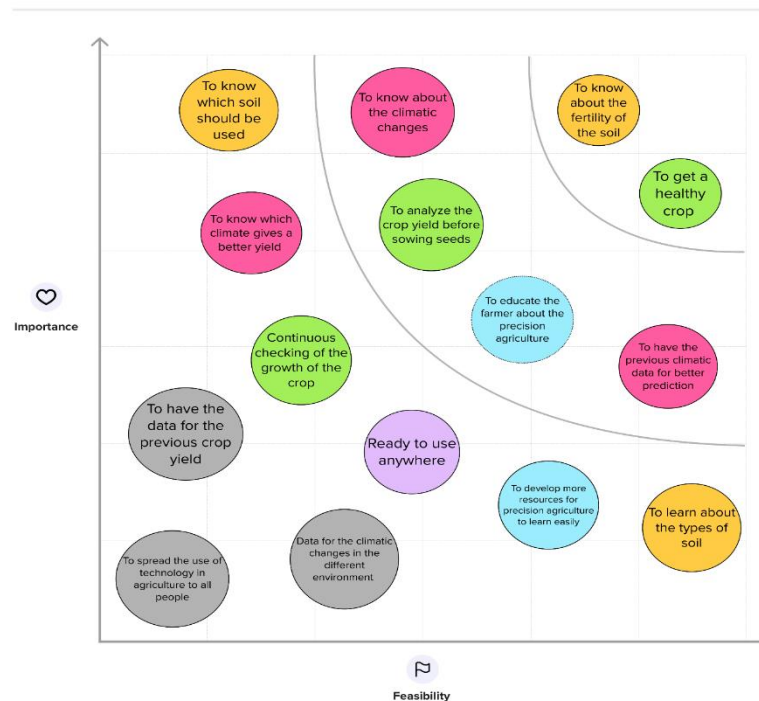 To know
which soil
should be
used
To know about
the climatic
changes
To know
about the
fertility of
the soil
To get a
healthy
crop
To know which
climate gives a
better yield
To analyze the
crop yield before
sowing seeds
To educate the
farmer about the
precision
agriculture
Importance
Continuous
checking of the
growth of the
crop
To have the
previous climatic
data for better
prediction
To have the
data for the
previous crop
yield
Ready to use
anywhere
To develop more
resources for
precision agriculture
to learn easily
To learn about
the types of
soil
To spread the use of
technology in
agriculture to all
people
Data for the climatic
changes in the
different
environment
Feasibility